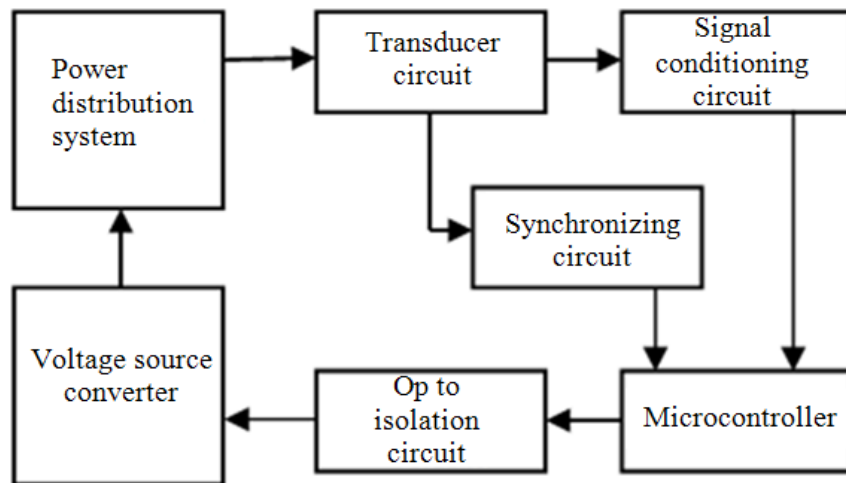 Power
distribution
system
Transducer
circuit
Signal
conditioning
circuit
Synchronizing
circuit
Voltage source
converter
Op to
isolation
circuit
Microcontroller